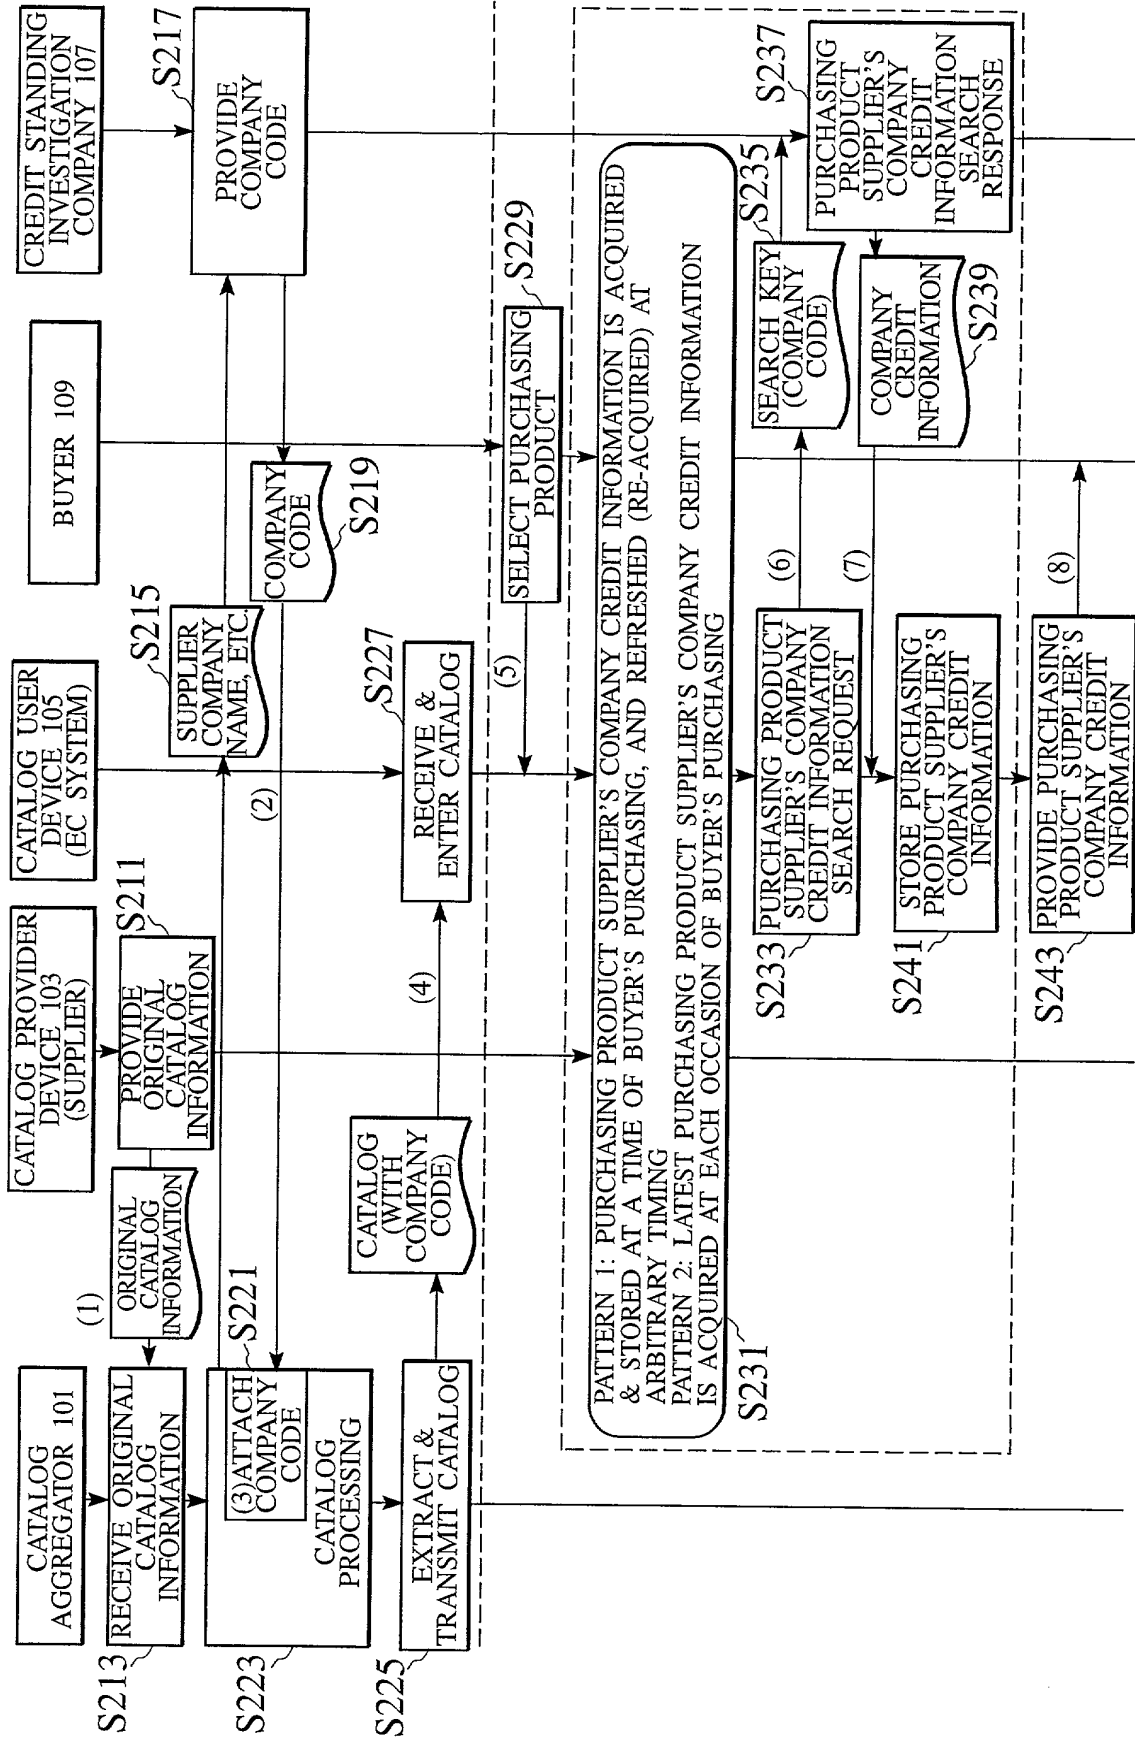 CATALOG
AGGREGATOR 101
CATALOG PROVIDER
DEVICE 103
(SUPPLIER)
CATALOG USER
DEVICE 105
(EC SYSTEM)
BUYER 109
CREDIT STANDING
INVESTIGATION
COMPANY 107
S211
PROVIDE
ORIGINAL
CATALOG
INFORMATION
(1)
ORIGINAL
CATALOG
INFORMATION
S213
RECEIVE ORIGINAL
CATALOG
INFORMATION
S215
SUPPLIER
COMPANY
NAME, ETC.
S217
PROVIDE
COMPANY
CODE
(2)
COMPANY
CODE
S219
S221
(3)ATTACH
COMPANY
CODE
CATALOG
PROCESSING
S223
EXTRACT &
TRANSMIT CATALOG
S225
CATALOG
(WITH
COMPANY
CODE)
(4)
S227
RECEIVE &
ENTER CATALOG
S229
SELECT PURCHASING
PRODUCT
(5)
PATTERN 1: PURCHASING PRODUCT SUPPLIER'S COMPANY CREDIT INFORMATION IS ACQUIRED
& STORED AT A TIME OF BUYER'S PURCHASING, AND REFRESHED (RE-ACQUIRED) AT
ARBITRARY TIMING
PATTERN 2: LATEST PURCHASING PRODUCT SUPPLIER'S COMPANY CREDIT INFORMATION
IS ACQUIRED AT EACH OCCASION OF BUYER'S PURCHASING
S231
S233
PURCHASING PRODUCT
SUPPLIER'S COMPANY
CREDIT INFORMATION
SEARCH REQUEST
(6)
S235
SEARCH KEY
(COMPANY
CODE)
S237
PURCHASING
PRODUCT
SUPPLIER'S
COMPANY
CREDIT
INFORMATION
SEARCH
RESPONSE
COMPANY
CREDIT
INFORMATION
S239
(7)
S241
STORE PURCHASING
PRODUCT SUPPLIER'S
COMPANY CREDIT
INFORMATION
S243
PROVIDE PURCHASING
PRODUCT SUPPLIER'S
COMPANY CREDIT
INFORMATION
(8)